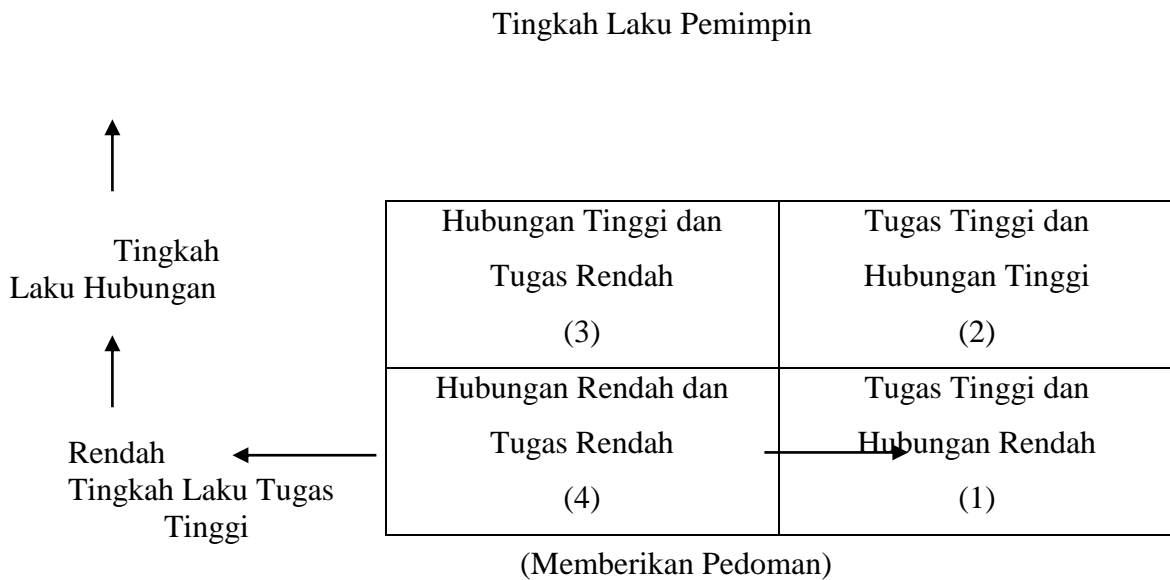 Tingkah Laku Pemimpin
Hubungan Tinggi dan
Tugas Rendah
(3)
Tugas Tinggi dan
Hubungan Tinggi
(2)
Tingkah
Laku Hubungan
Hubungan Rendah dan
Tugas Rendah
(4)
Tugas Tinggi dan
Hubungan Rendah
(1)
Rendah
Tingkah Laku Tugas
Tinggi
(Memberikan Pedoman)